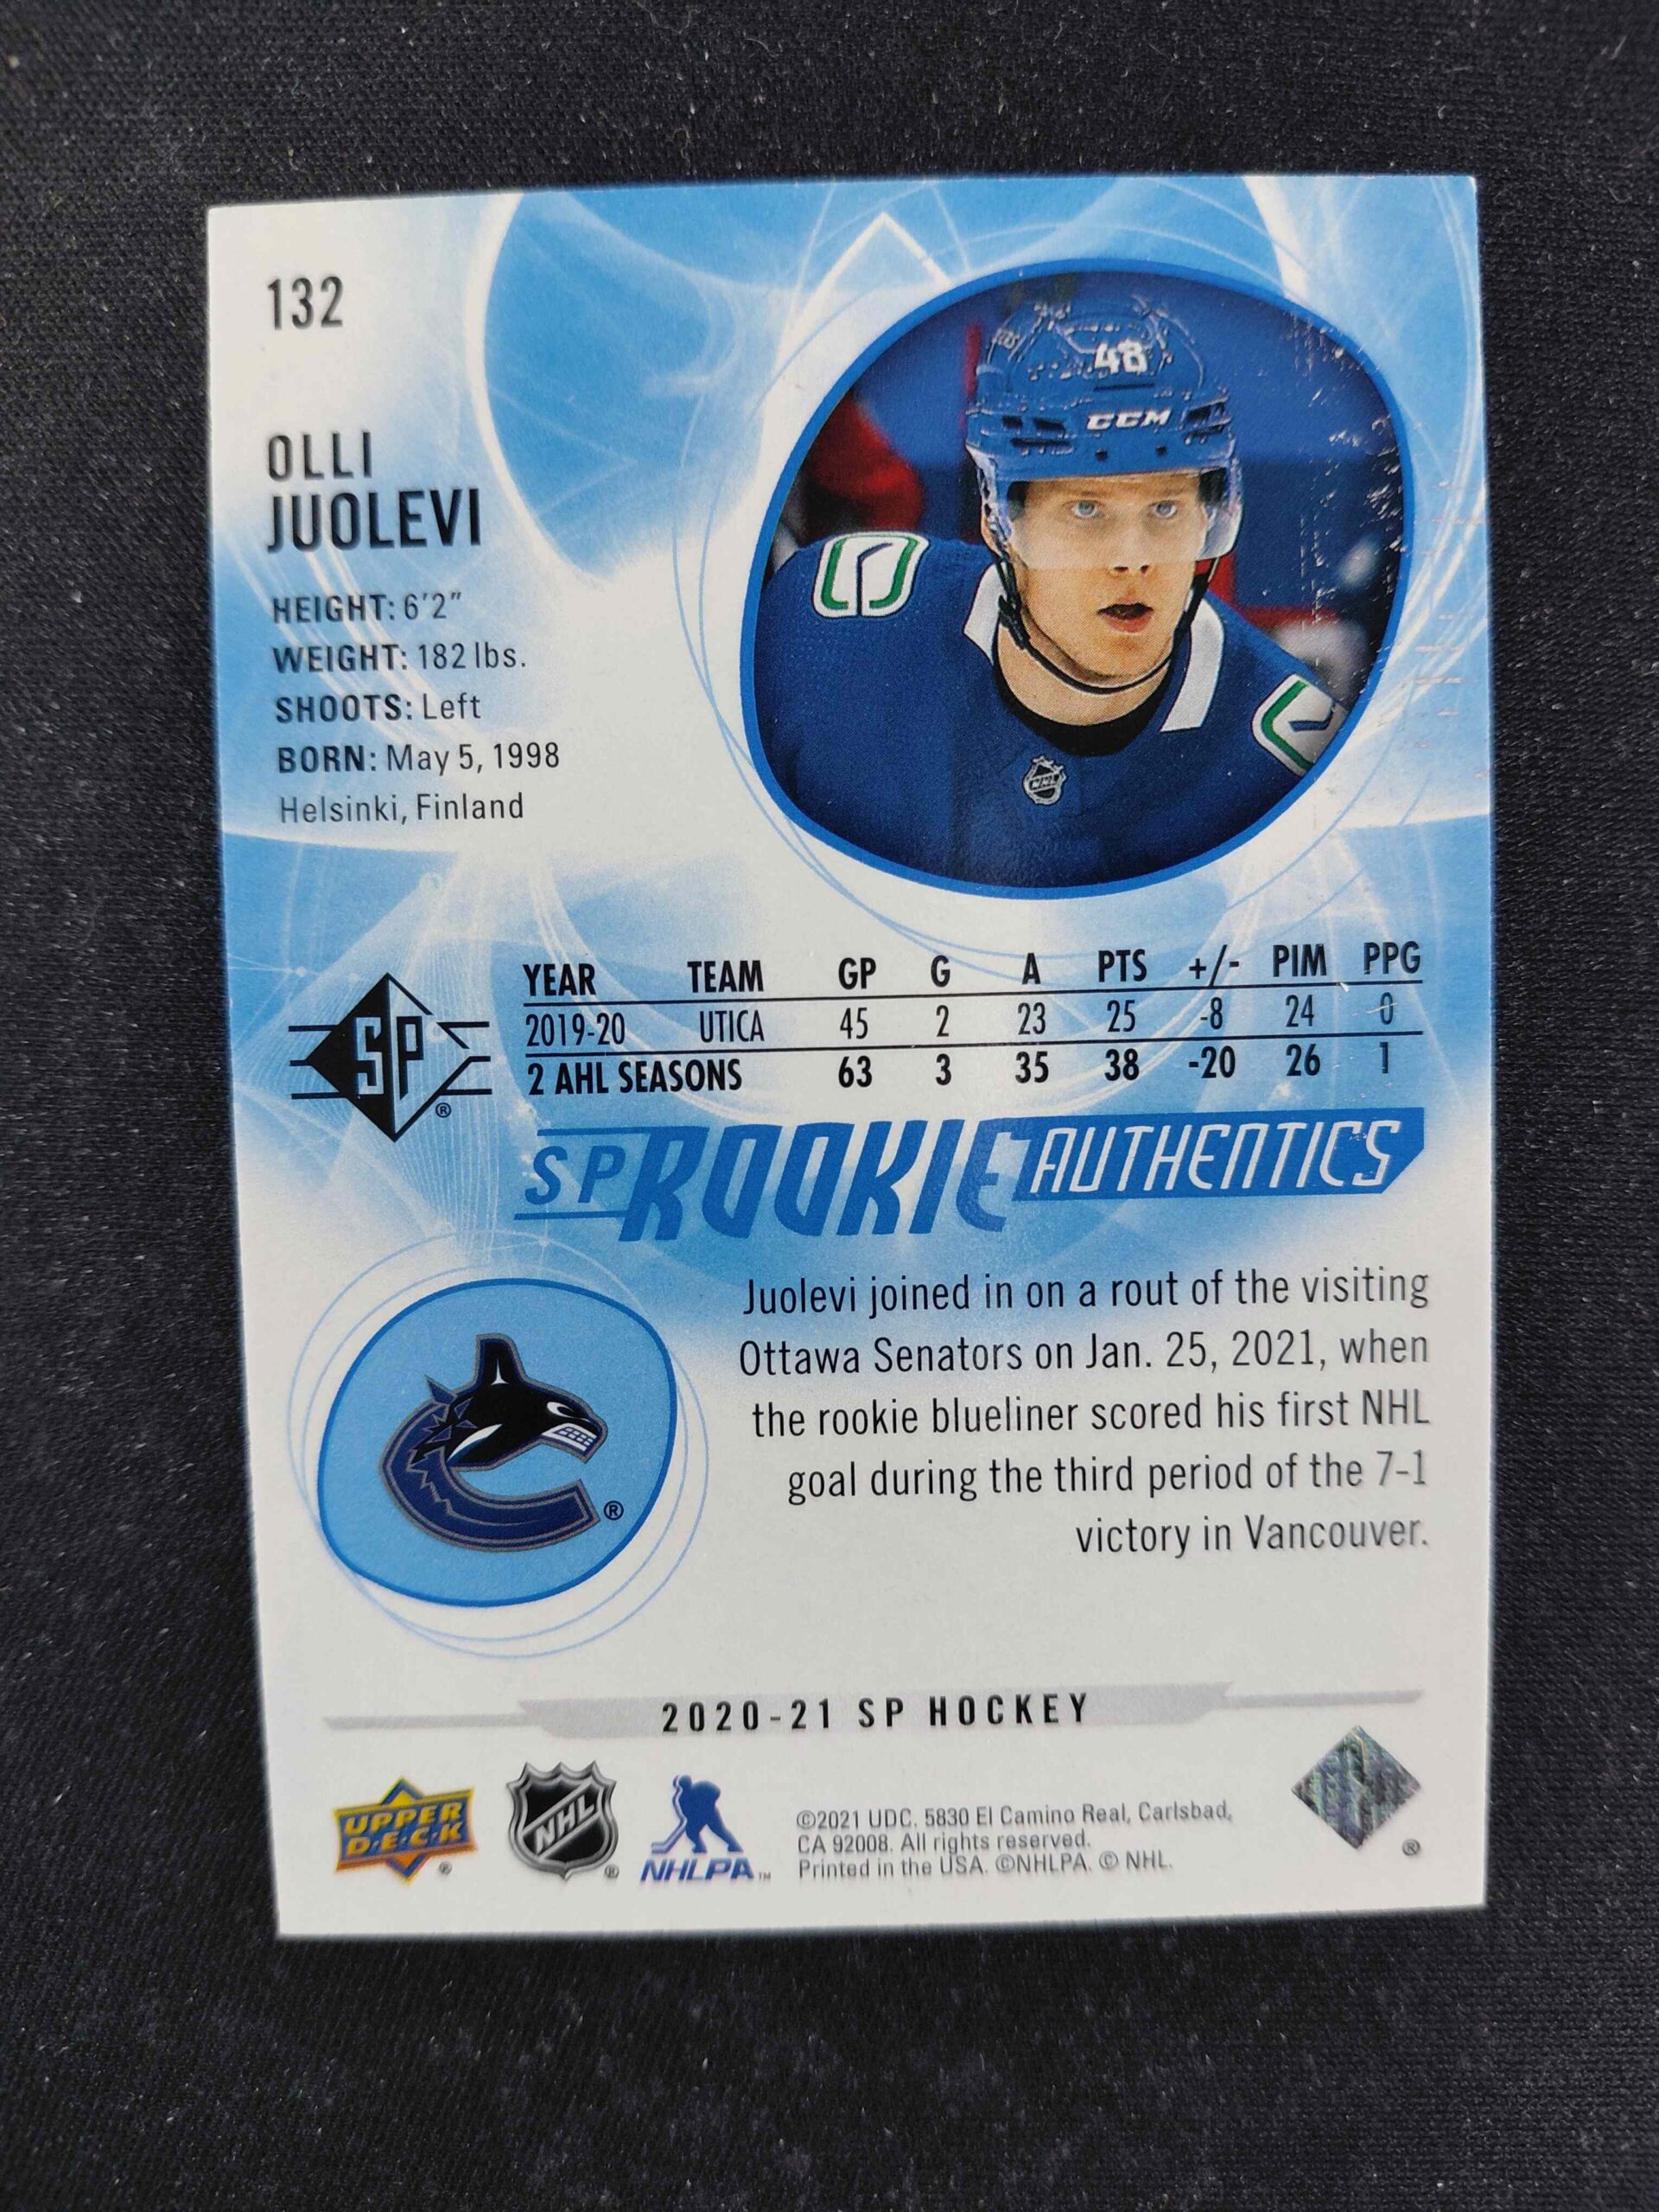 132
OLLI
JUOLEVI
HEIGHT: 6'2"
WEIGHT: 182 lbs.
SHOOTS: Left
BORN: May 5, 1998
Helsinki, Finland
48
CCM
NHL
YEAR TEAM GP G A PTS +/- PIM PPG
2019-20 UTICA 45 2 23 25 -8 24 0
2 AHL SEASONS 63 3 35 38 -20 26 1
SP®
SP ROOKIE AUTHENTICS
Juolevi joined in on a rout of the visiting
Ottawa Senators on Jan. 25, 2021, when
the rookie blueliner scored his first NHL
goal during the third period of the 7-1
victory in Vancouver.
®
2020-21 SP HOCKEY
UPPER
DECK®
NHL®
NHLPA™
©2021 UDC. 5830 El Camino Real, Carlsbad,
CA 92008. All rights reserved.
Printed in the USA. ©NHLPA. © NHL.
®